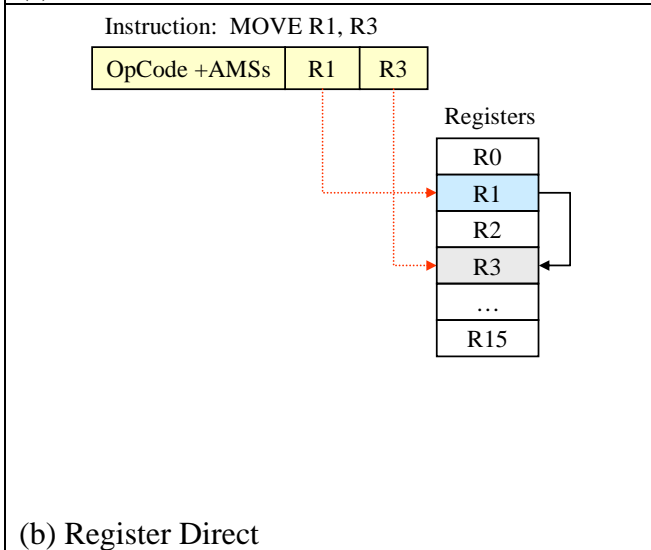 Instruction: MOVE R1, R3
OpCode +AMSs R1 R3
Registers
R0
R1
R2
R3
...
R15
(b) Register Direct